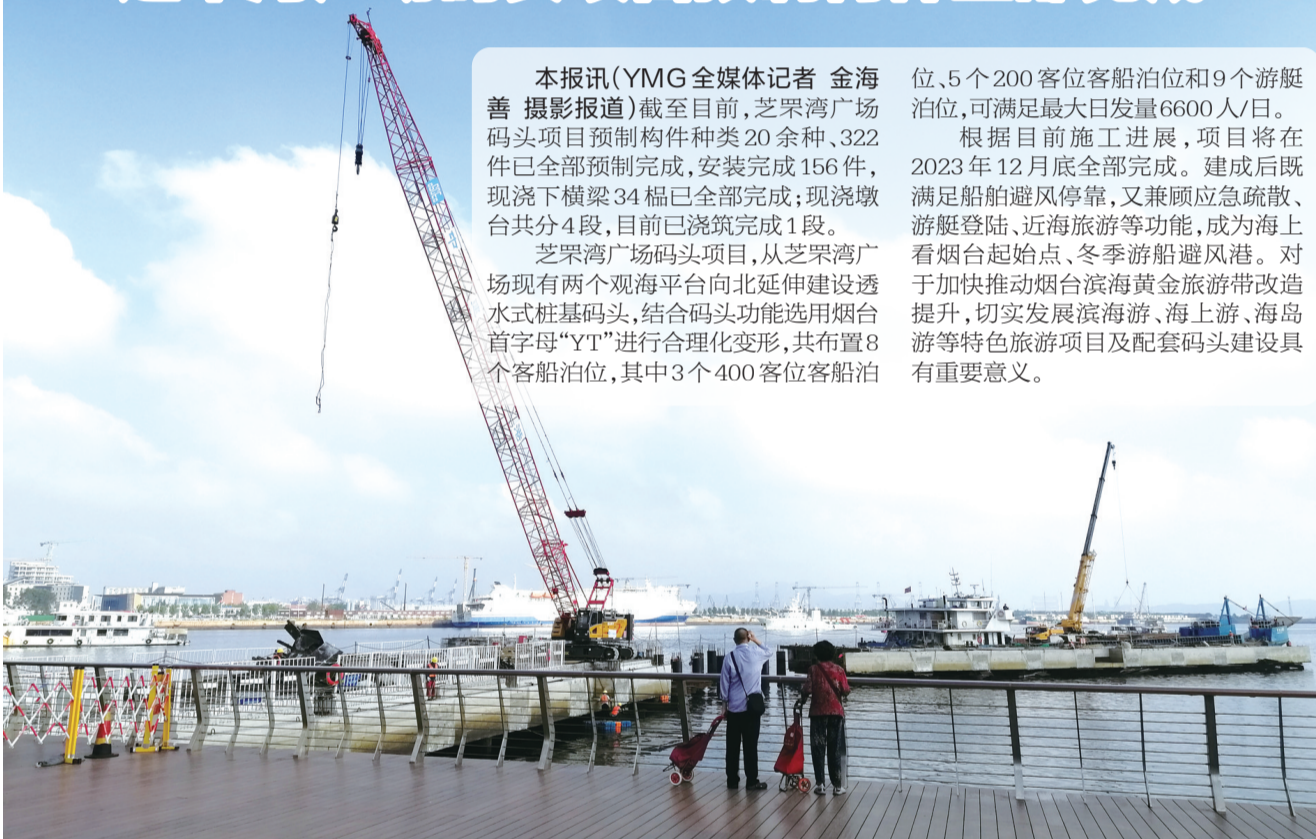 本报讯（YMG全媒体记者 金海
善 摄影报道）截至目前，芝罘湾广场
码头项目预制构件种类20余种、322
件已全部预制完成，安装完成156件，
现浇下横梁34榀已全部完成；现浇墩
台共分4段，目前已浇筑完成1段。
芝罘湾广场码头项目，从芝罘湾广
场现有两个观海平台向北延伸建设透
水式桩基码头，结合码头功能选用烟台
首字母“YT”进行合理化变形，共布置8
个客船泊位，其中3个400客位客船泊
位、5个200客位客船泊位和9个游艇
泊位，可满足最大日发量6600人/日。
根据目前施工进展，项目将在
2023年12月底全部完成。建成后既
满足船舶避风停靠，又兼顾应急疏散、
游艇登陆、近海旅游等功能，成为海上
看烟台起始点、冬季游船避风港。对
于加快推动烟台滨海黄金旅游带改造
提升，切实发展滨海游、海上游、海岛
游等特色旅游项目及配套码头建设具
有重要意义。